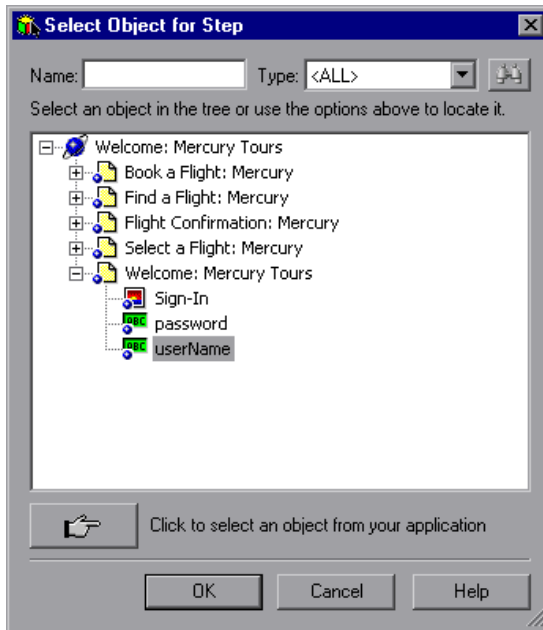 Select Object for Step
Name: Type: <ALL>
Select an object in the tree or use the options above to locate it.
Welcome: Mercury Tours
Book a Flight: Mercury
Find a Flight: Mercury
Flight Confirmation: Mercury
Select a Flight: Mercury
Welcome: Mercury Tours
Sign-In
ABC password
ABC userName
Click to select an object from your application
OK Cancel Help